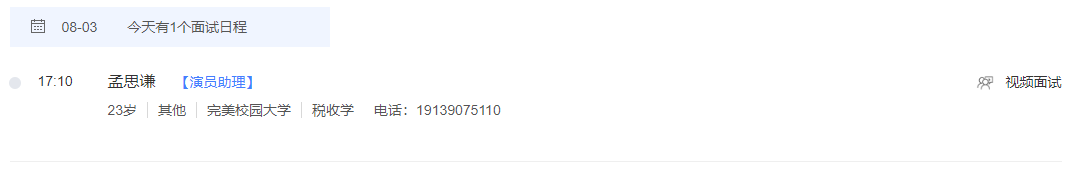 08-03 今天有1个面试日程
17:10 孟思谦 【演员助理】 视频面试
23岁 其他 完美校园大学 税收学 电话：19139075110